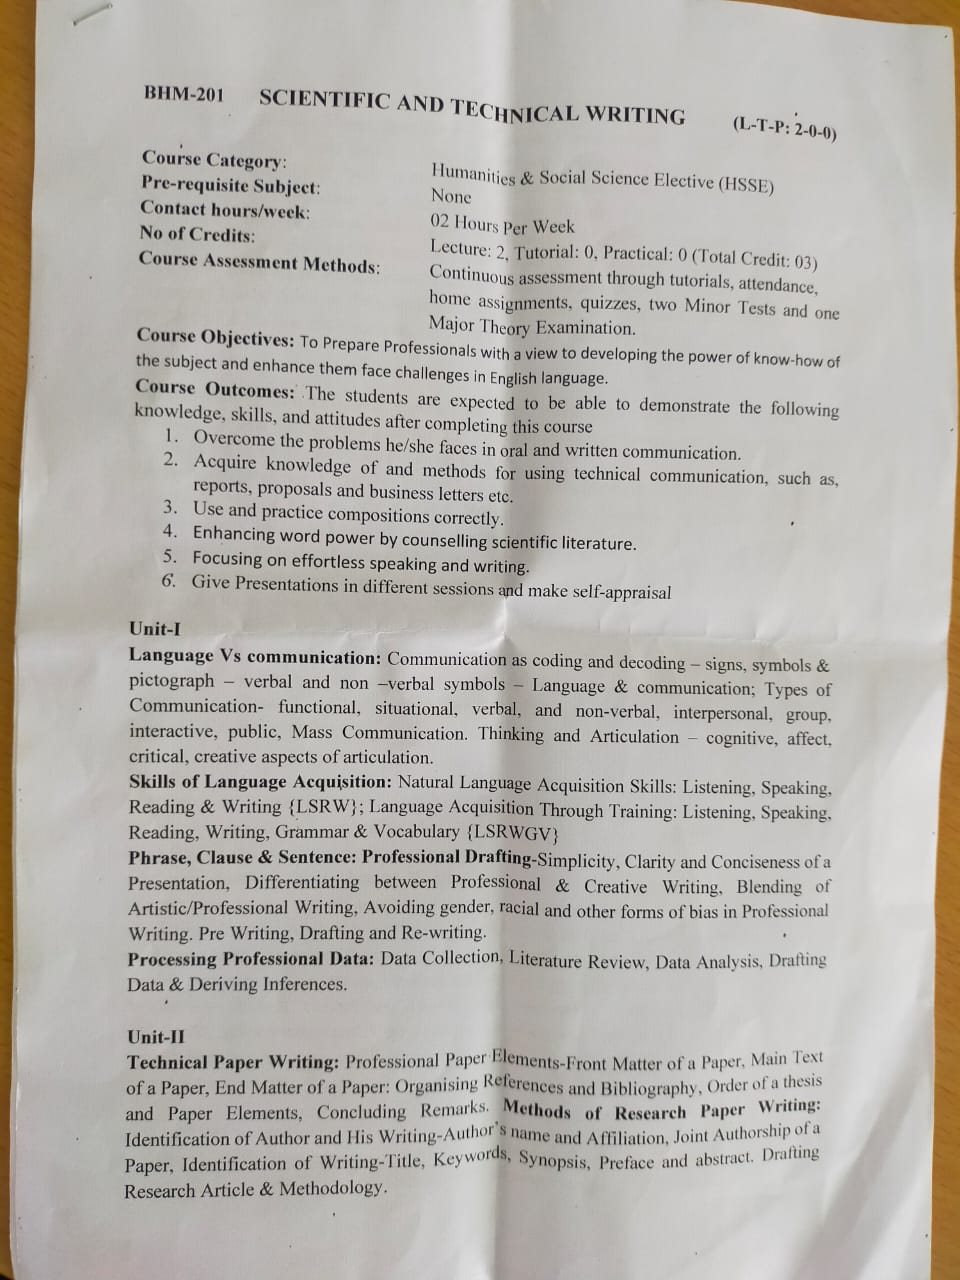 BHM-201 SCIENTIFIC AND TECHNICAL WRITING (L-T-P: 2-0-0)
Course Category: Humanities & Social Science Elective (HSSE)
Pre-requisite Subject: None
Contact hours/week: 02 Hours Per Week
No of Credits: Lecture: 2, Tutorial: 0, Practical: 0 (Total Credit: 03)
Course Assessment Methods: Continuous assessment through tutorials, attendance,
home assignments, quizzes, two Minor Tests and one
Major Theory Examination.
Course Objectives: To Prepare Professionals with a view to developing the power of know-how of
the subject and enhance them face challenges in English language.
Course Outcomes: The students are expected to be able to demonstrate the following
knowledge, skills, and attitudes after completing this course
1. Overcome the problems he/she faces in oral and written communication.
2. Acquire knowledge of and methods for using technical communication, such as,
reports, proposals and business letters etc.
3. Use and practice compositions correctly.
4. Enhancing word power by counselling scientific literature.
5. Focusing on effortless speaking and writing.
6. Give Presentations in different sessions and make self-appraisal
Unit-I
Language Vs communication: Communication as coding and decoding – signs, symbols &
pictograph – verbal and non –verbal symbols – Language & communication; Types of
Communication- functional, situational, verbal, and non-verbal, interpersonal, group,
interactive, public, Mass Communication. Thinking and Articulation – cognitive, affect,
critical, creative aspects of articulation.
Skills of Language Acquisition: Natural Language Acquisition Skills: Listening, Speaking,
Reading & Writing {LSRW}; Language Acquisition Through Training: Listening, Speaking,
Reading, Writing, Grammar & Vocabulary {LSRWGV}
Phrase, Clause & Sentence: Professional Drafting-Simplicity, Clarity and Conciseness of a
Presentation, Differentiating between Professional & Creative Writing, Blending of
Artistic/Professional Writing, Avoiding gender, racial and other forms of bias in Professional
Writing. Pre Writing, Drafting and Re-writing.
Processing Professional Data: Data Collection, Literature Review, Data Analysis, Drafting
Data & Deriving Inferences.
Unit-II
Technical Paper Writing: Professional Paper Elements-Front Matter of a Paper, Main Text
of a Paper, End Matter of a Paper: Organising References and Bibliography, Order of a thesis
and Paper Elements, Concluding Remarks. Methods of Research Paper Writing:
Identification of Author and His Writing-Author's name and Affiliation, Joint Authorship of a
Paper, Identification of Writing-Title, Keywords, Synopsis, Preface and abstract. Drafting
Research Article & Methodology.